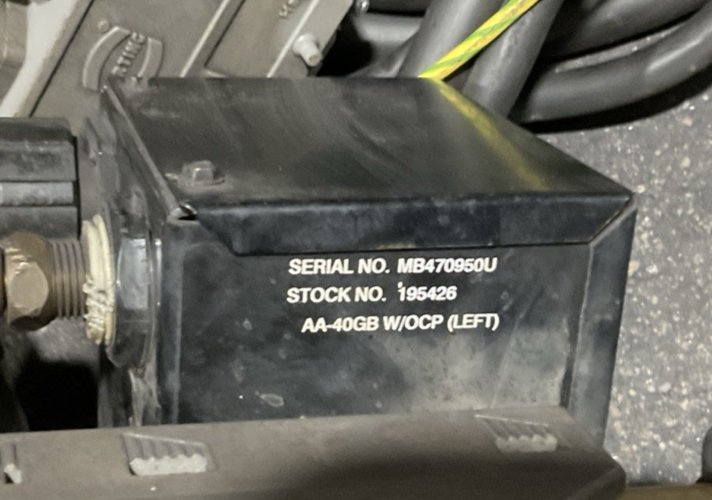 SERIAL NO. MB470950U
STOCK NO. 195426
AA-40GB W/OCP (LEFT)